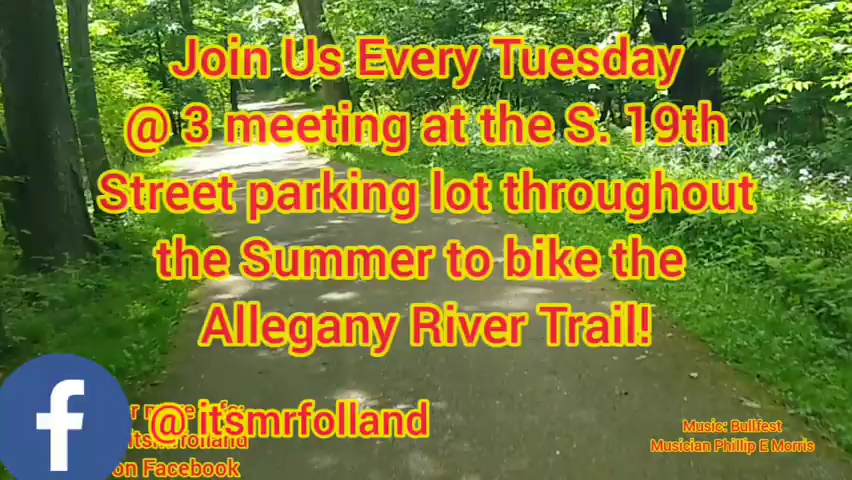 Join Us Every Tuesday
@ 3 meeting at the S. 19th
Street parking lot throughout
the Summer to bike the
Allegany River Trail!
@ itsmrfolland
on Facebook
Music: Bullfest
Musician Phillip E Morris